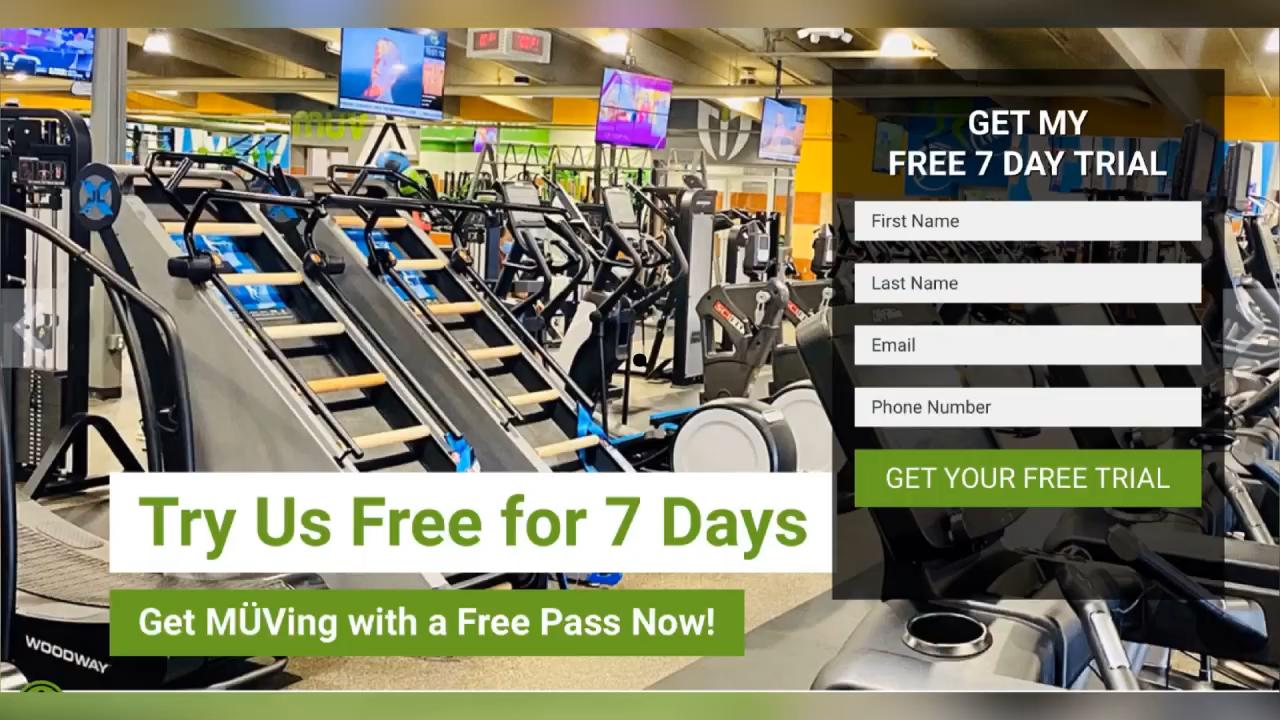 MÜV
Try Us Free for 7 Days
Get MÜVing with a Free Pass Now!
WOODWAY
GET MY
FREE 7 DAY TRIAL
First Name
Last Name
Email
Phone Number
GET YOUR FREE TRIAL